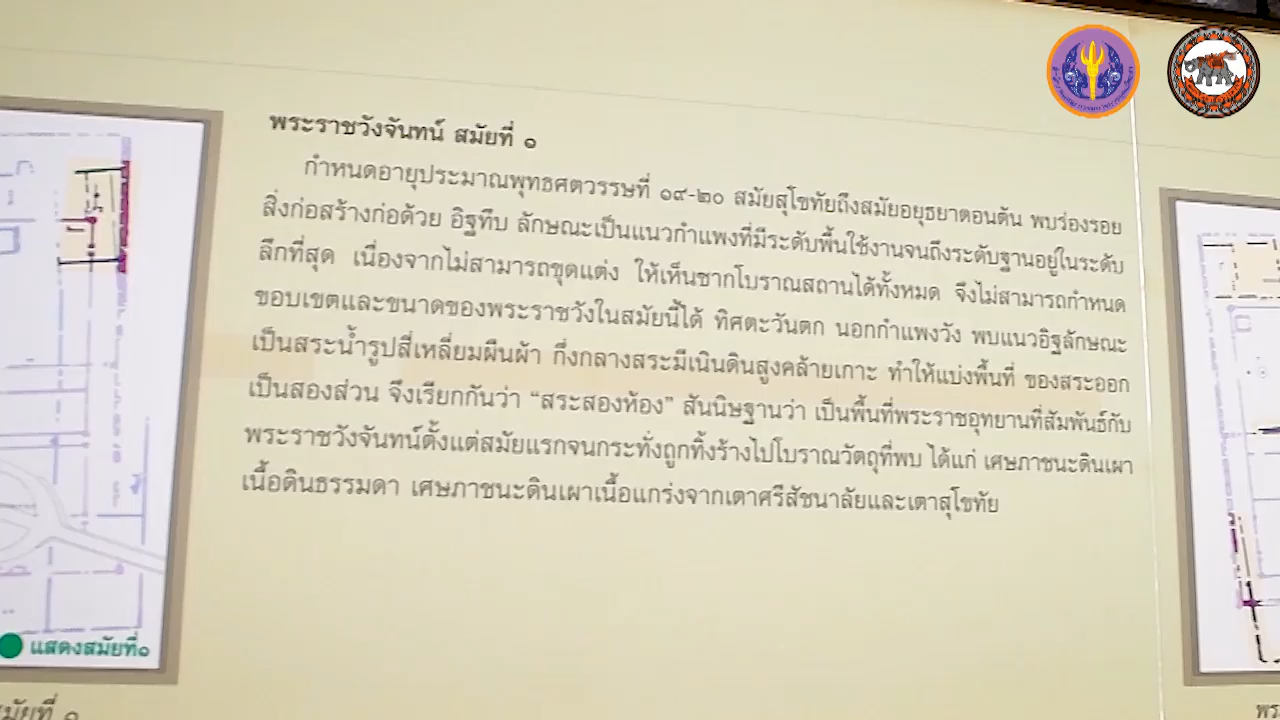 พระราชวังจันทน์ สมัยที่ ๑
กำหนดอายุประมาณพุทธศตวรรษที่ ๑๙-๒๐ สมัยสุโขทัยถึงสมัยอยุธยาตอนต้น พบร่องรอย
สิ่งก่อสร้างก่อด้วย อิฐทึบ ลักษณะเป็นแนวกำแพงที่มีระดับพื้นใช้งานจนถึงระดับฐานอยู่ในระดับ
ลึกที่สุด เนื่องจากไม่สามารถขุดแต่ง ให้เห็นซากโบราณสถานได้ทั้งหมด จึงไม่สามารถกำหนด
ขอบเขตและขนาดของพระราชวังในสมัยนี้ได้ ทิศตะวันตก นอกกำแพงวัง พบแนวอิฐลักษณะ
เป็นสระน้ำรูปสี่เหลี่ยมผืนผ้า กึ่งกลางสระมีเนินดินสูงคล้ายเกาะ ทำให้แบ่งพื้นที่ ของสระออก
เป็นสองส่วน จึงเรียกกันว่า “สระสองห้อง” สันนิษฐานว่า เป็นพื้นที่พระราชอุทยานที่สัมพันธ์กับ
พระราชวังจันทน์ตั้งแต่สมัยแรกจนกระทั่งถูกทิ้งร้างไปโบราณวัตถุที่พบ ได้แก่ เศษภาชนะดินเผา
เนื้อดินธรรมดา เศษภาชนะดินเผาเนื้อแกร่งจากเตาศรีสัชนาลัยและเตาสุโขทัย
แสดงสมัยที่๑
สมัยที่ ๑
พร